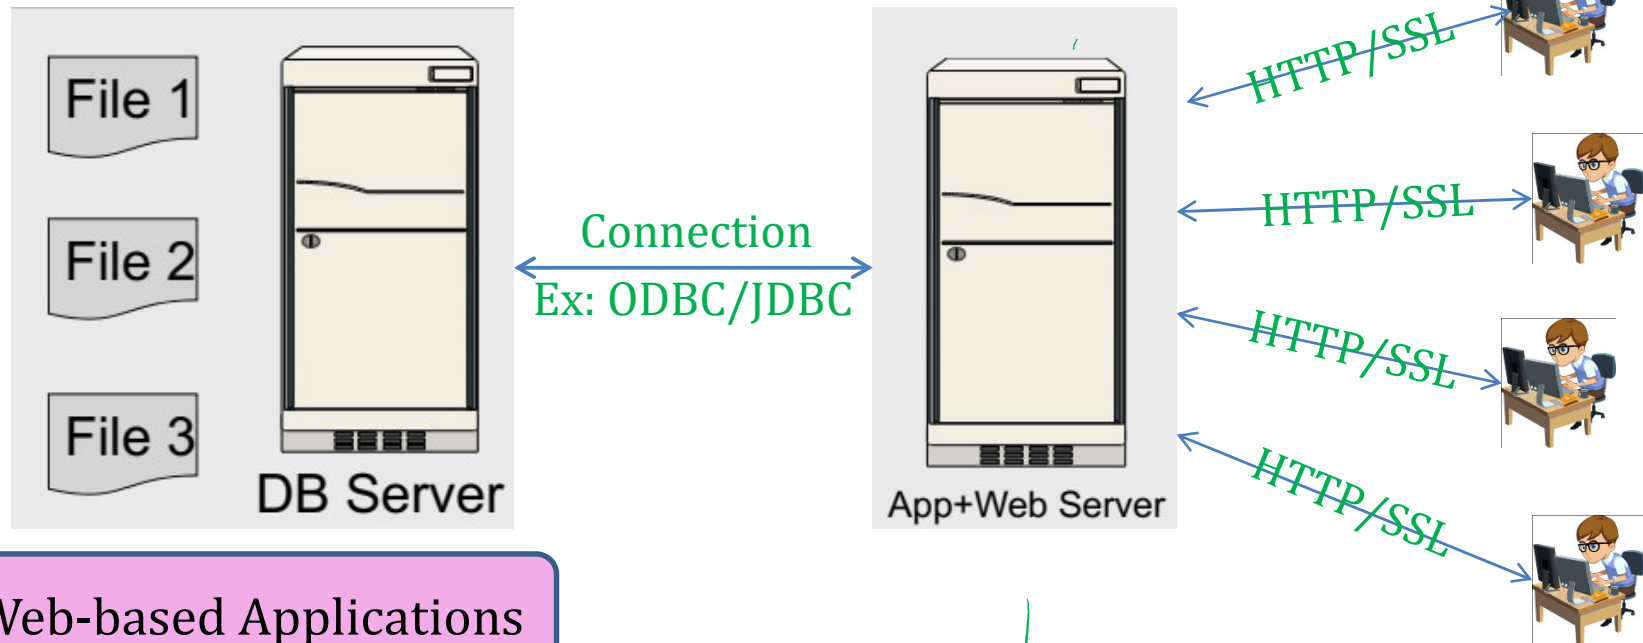 File 1
File 2
File 3
DB Server
Connection
Ex: ODBC/JDBC
App+Web Server
HTTP/SSL
HTTP/SSL
HTTP/SSL
HTTP/SSL
Web-based Applications